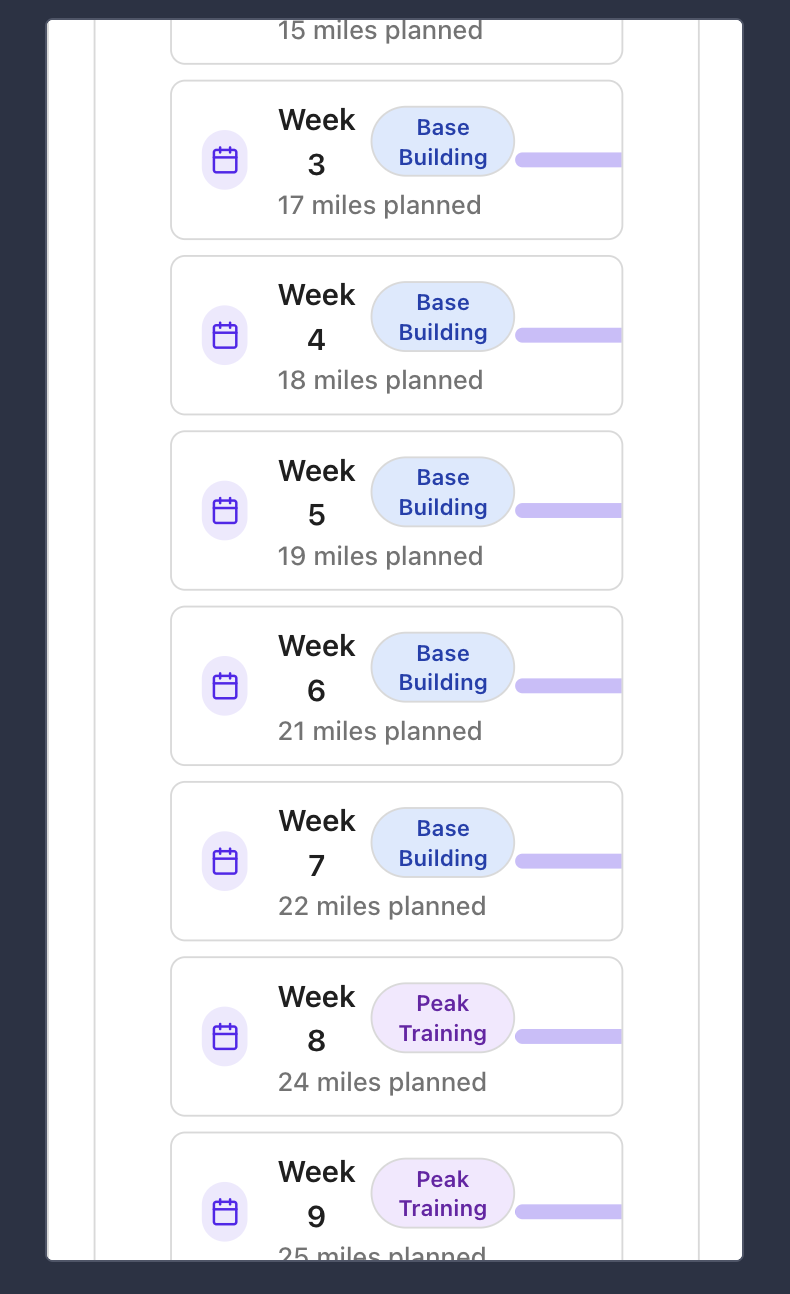 15 miles planned
Week
3
Base
Building
17 miles planned
Week
4
Base
Building
18 miles planned
Week
5
Base
Building
19 miles planned
Week
6
Base
Building
21 miles planned
Week
7
Base
Building
22 miles planned
Week
8
Peak
Training
24 miles planned
Week
9
Peak
Training
25 miles planned